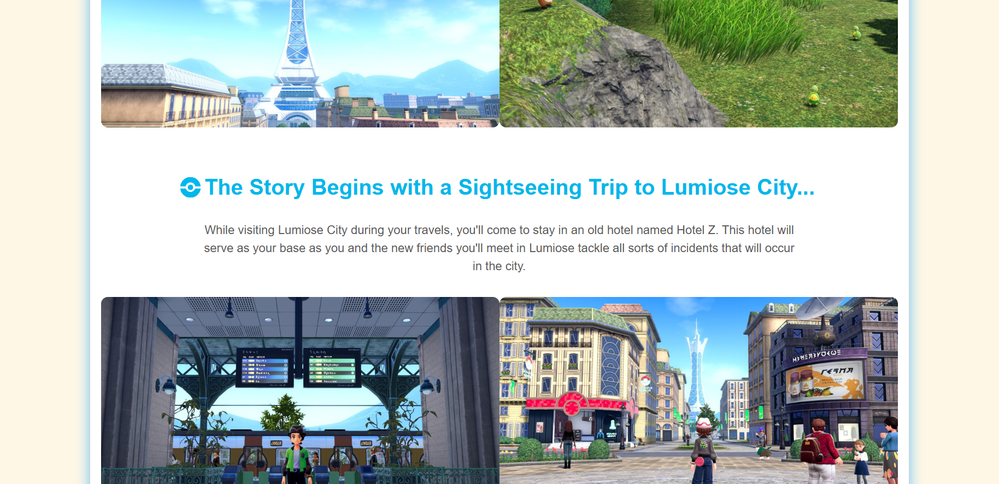 The Story Begins with a Sightseeing Trip to Lumiose City...
While visiting Lumiose City during your travels, you'll come to stay in an old hotel named Hotel Z. This hotel will
serve as your base as you and the new friends you'll meet in Lumiose tackle all sorts of incidents that will occur
in the city.